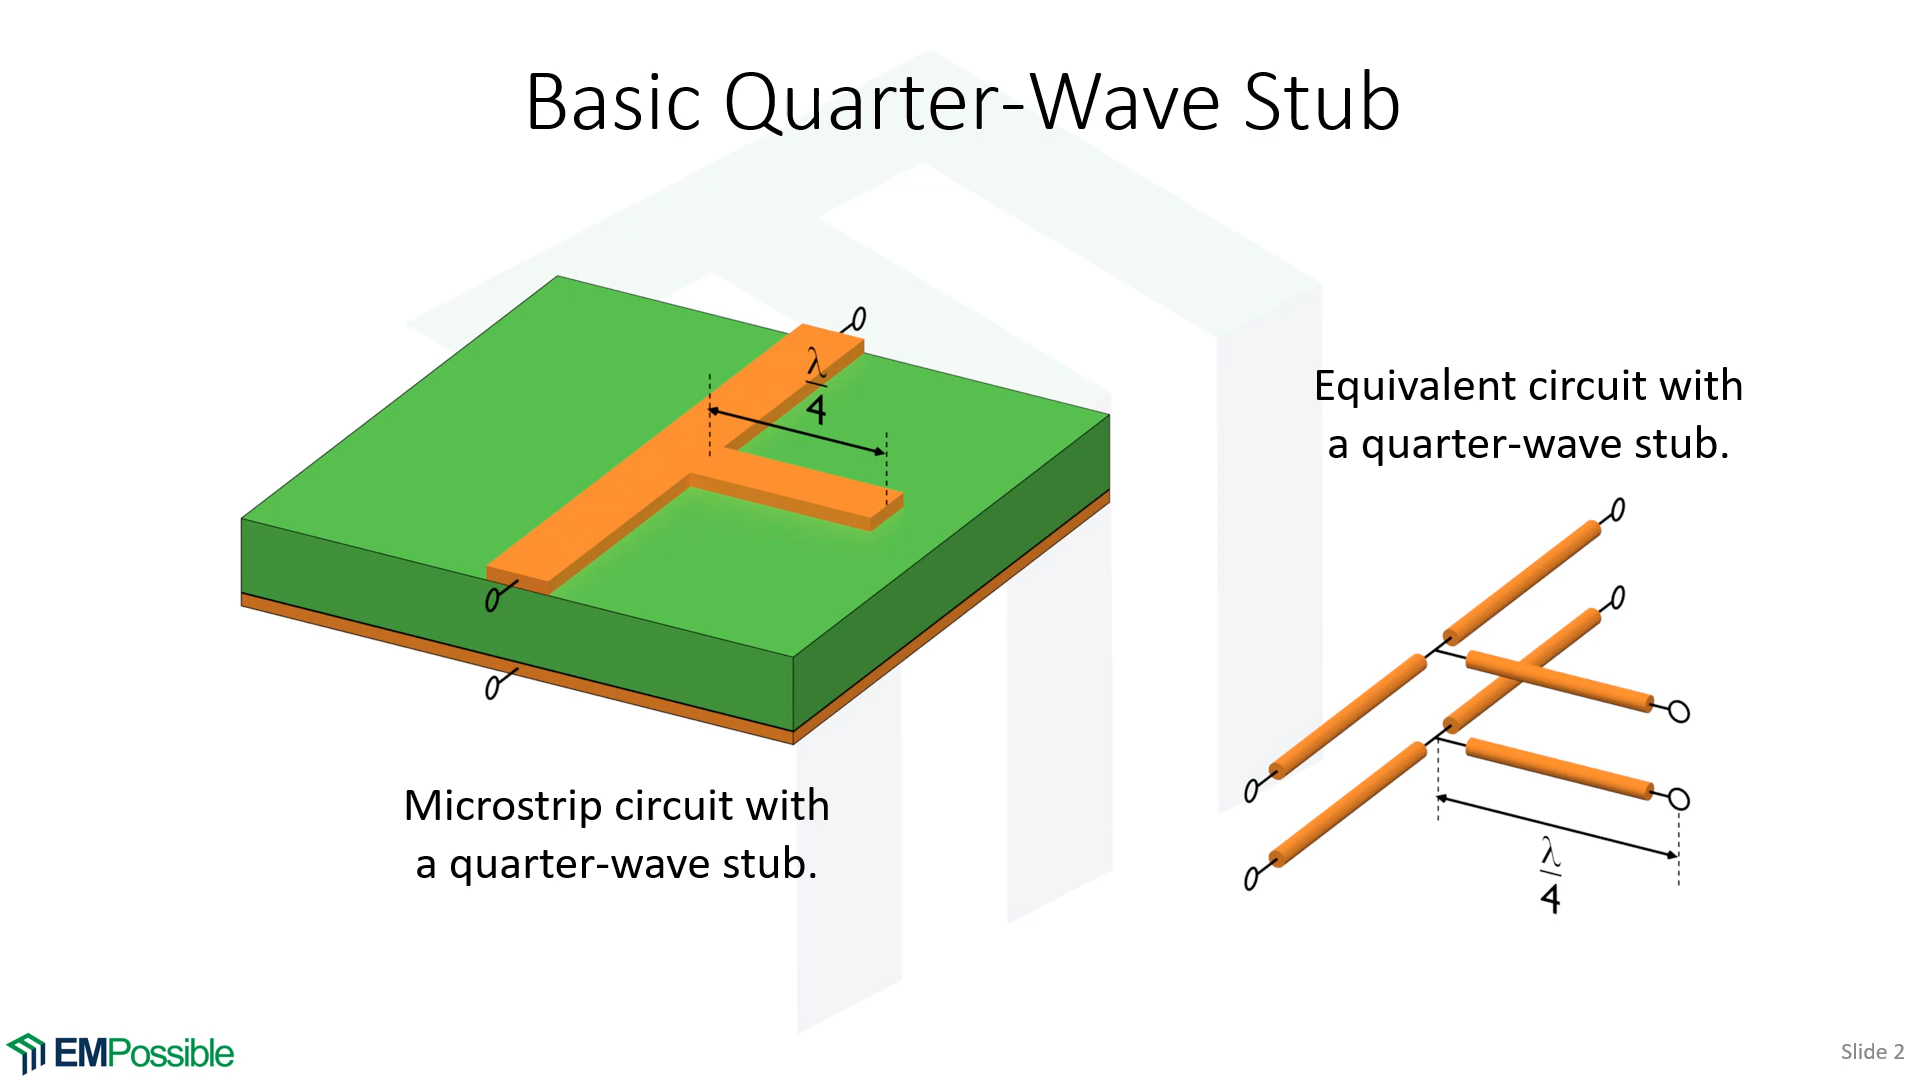 Basic Quarter-Wave Stub
λ
4
Microstrip circuit with
a quarter-wave stub.
Equivalent circuit with
a quarter-wave stub.
λ
4
EMPossible
Slide 2